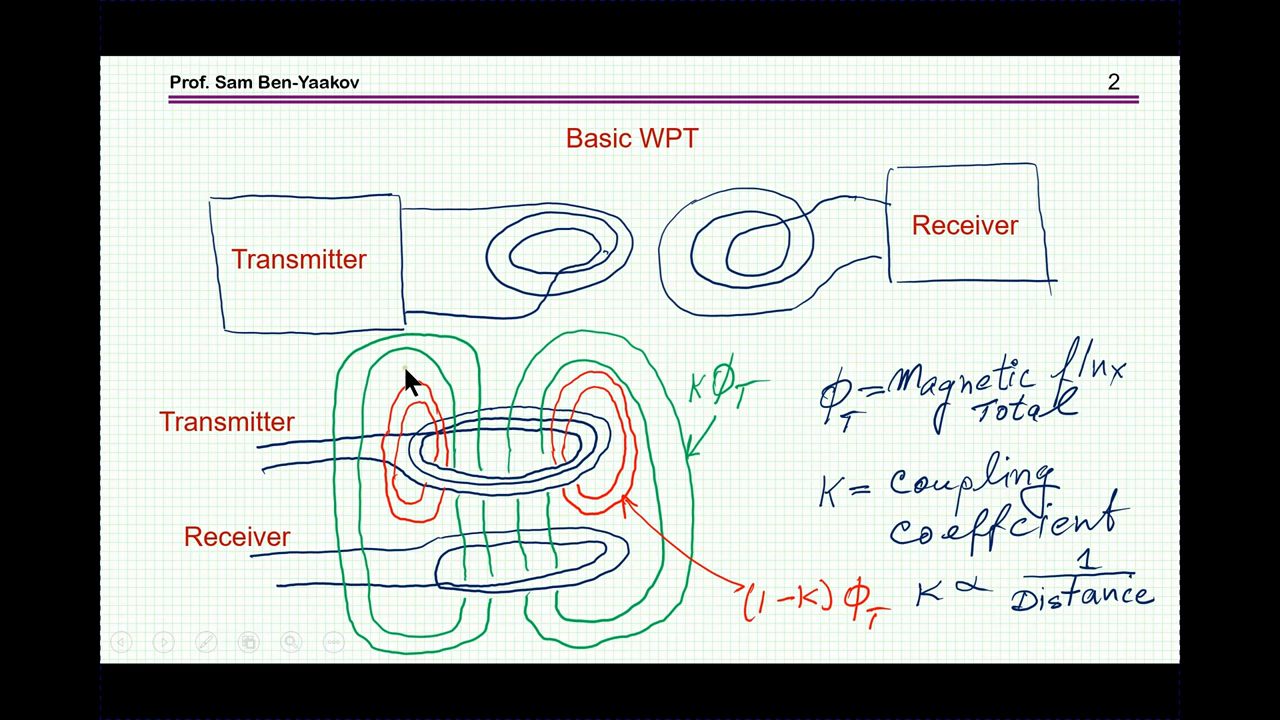 Prof. Sam Ben-Yaakov
2
Basic WPT
Transmitter
Receiver
KΦT
ΦT = Magnetic flux
Total
Transmitter
K = coupling
coeffcient
Receiver
(1-K) ΦT
K ∝ 1/Distance